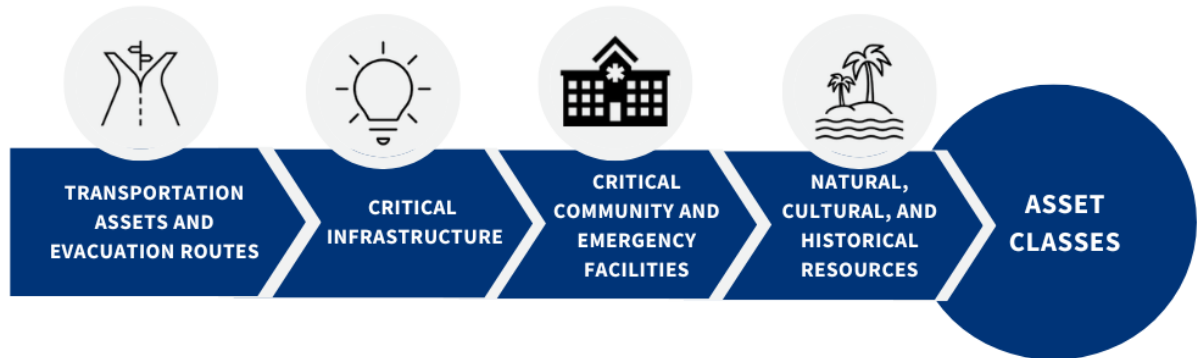 TRANSPORTATION
ASSETS AND
EVACUATION ROUTES
CRITICAL
INFRASTRUCTURE
CRITICAL
COMMUNITY AND
EMERGENCY
FACILITIES
NATURAL,
CULTURAL, AND
HISTORICAL
RESOURCES
ASSET
CLASSES